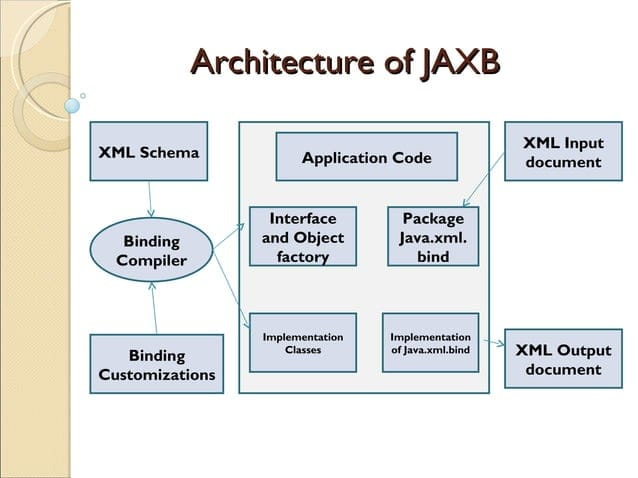 Architecture of JAXB
XML Schema
Application Code
XML Input
document
Interface
and Object
factory
Package
Java.xml.
bind
Binding
Compiler
Implementation
Classes
Implementation
of Java.xml.bind
Binding
Customizations
XML Output
document